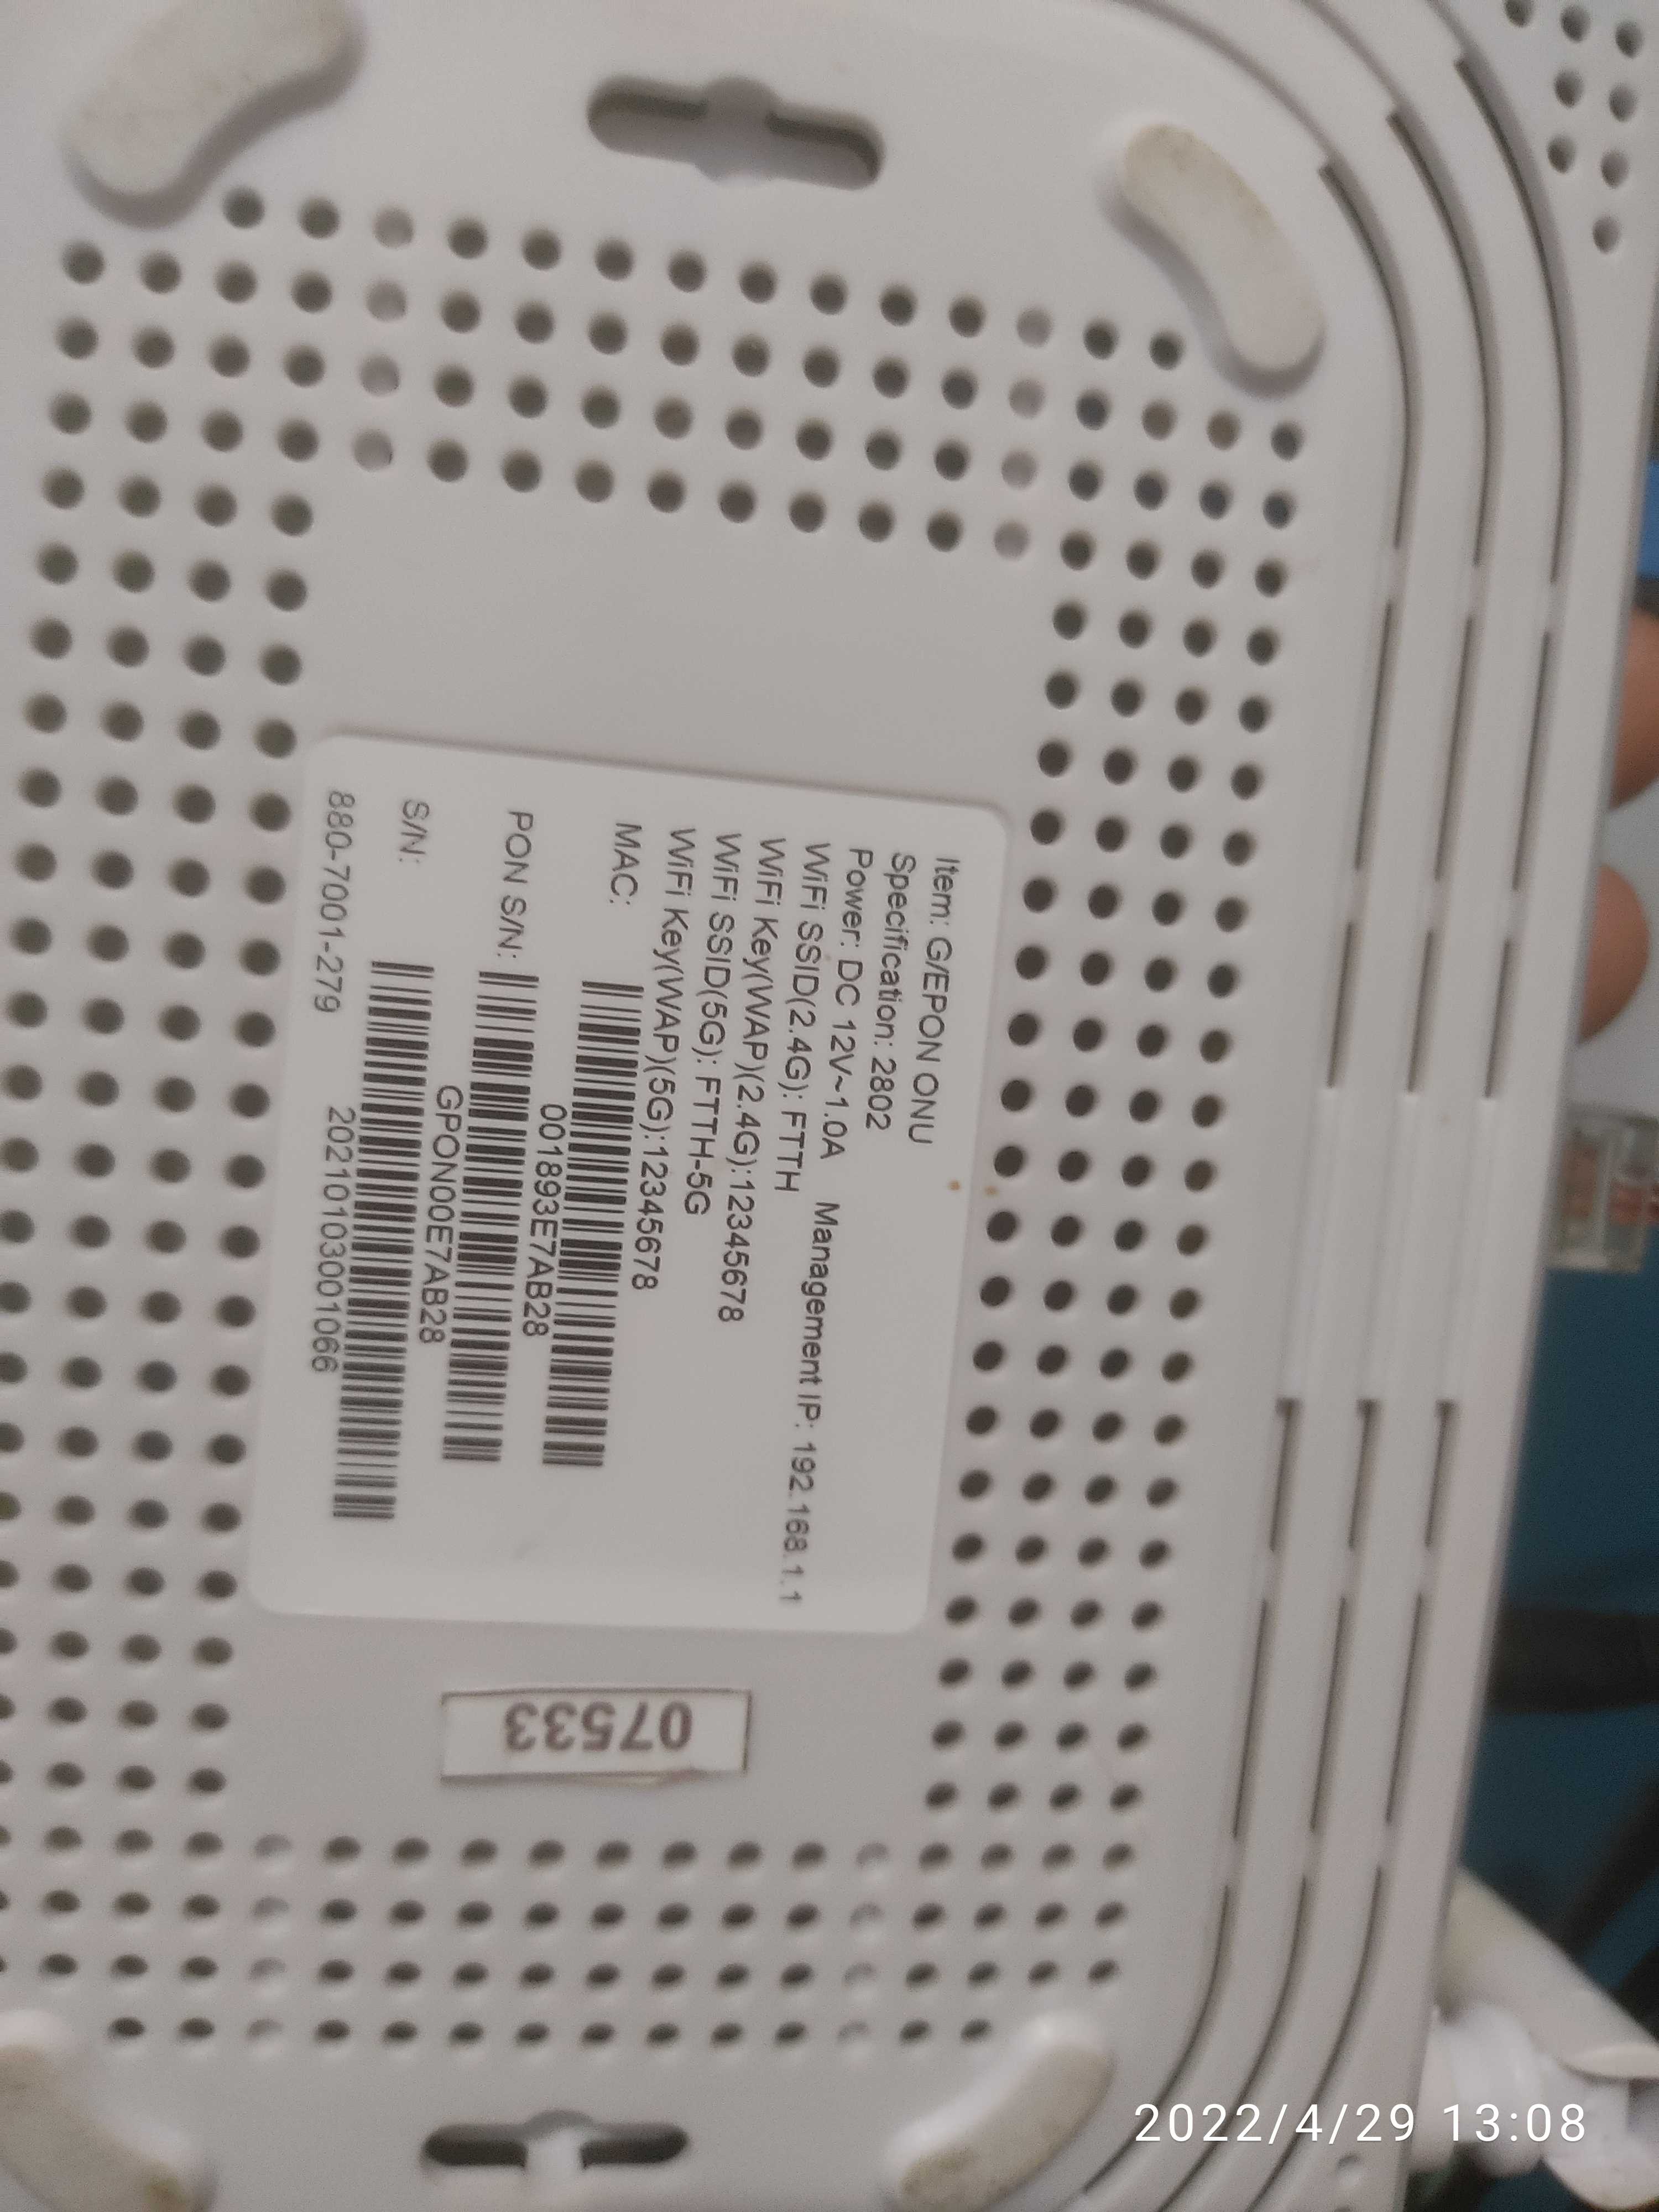 Item: G/EPON ONU
Specification: 2802
Power: DC 12V~1.0A Management IP: 192.168.1.1
WiFi SSID(2.4G): FTTH
WiFi Key(WAP)(2.4G):12345678
WiFi SSID(5G): FTTH-5G
WiFi Key(WAP)(5G):12345678
MAC:
001893E7AB28
PON S/N:
GPON00E7AB28
S/N:
20210103001066
880-7001-279
07533
2022/4/29 13:08